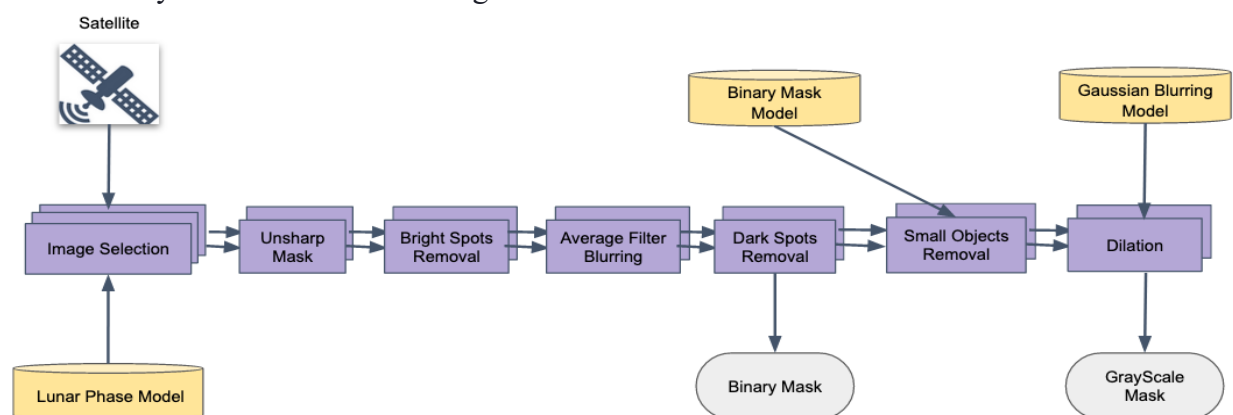 Satellite
Binary Mask
Model
Gaussian Blurring
Model
Image Selection
Unsharp
Mask
Bright Spots
Removal
Average Filter
Blurring
Dark Spots
Removal
Small Objects
Removal
Dilation
Lunar Phase Model
Binary Mask
GrayScale
Mask